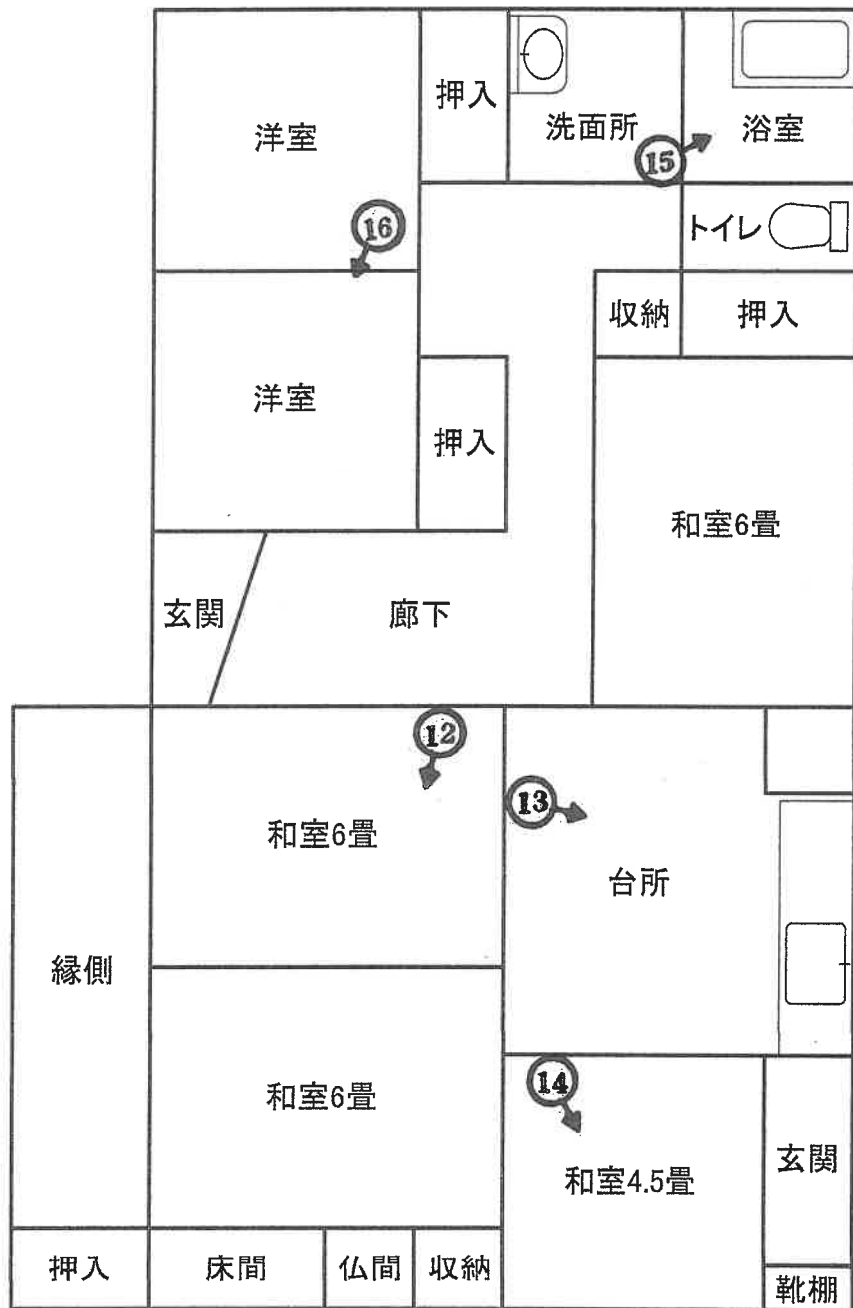 洋室
押入
洗面所
浴室
15
16
トイレ
収納
押入
洋室
押入
和室6畳
玄関
廊下
12
13
和室6畳
台所
縁側
和室6畳
14
和室4.5畳
玄関
押入
床間
仏間
収納
靴棚